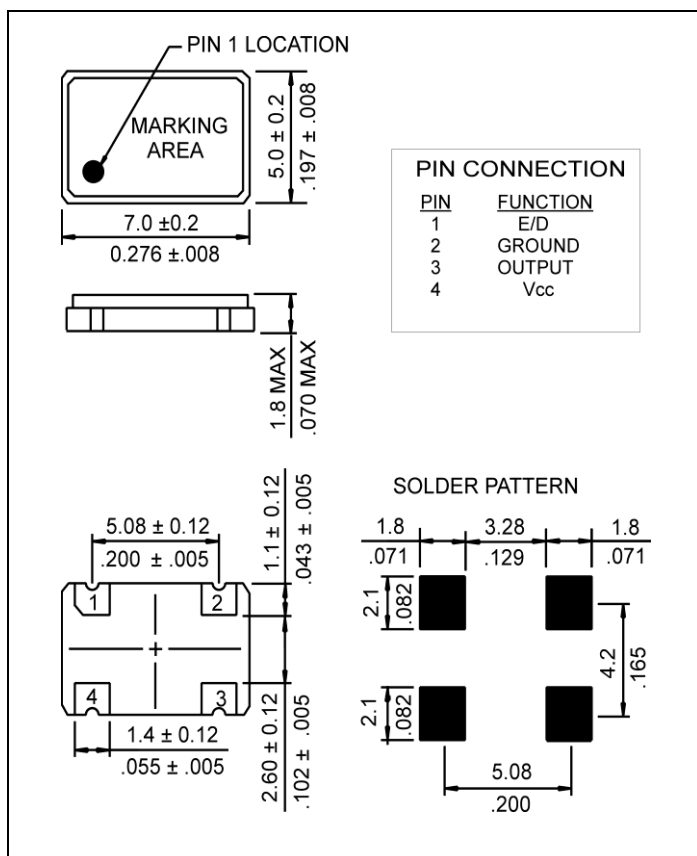 PIN 1 LOCATION
MARKING
AREA
5.0 ± 0.2
.197 ± .008
7.0 ±0.2
0.276 ±.008
PIN CONNECTION
PIN FUNCTION
1 E/D
2 GROUND
3 OUTPUT
4 Vcc
1.8 MAX
.070 MAX
5.08 ± 0.12
.200 ± .005
1.1 ± 0.12
.043 ± .005
1 2
4 3
1.4 ± 0.12
.055 ± .005
2.60 ± 0.12
.102 ± .005
SOLDER PATTERN
1.8 3.28 1.8
.071 .129 .071
2.1
.082
4.2
.165
2.1
.082
5.08
.200